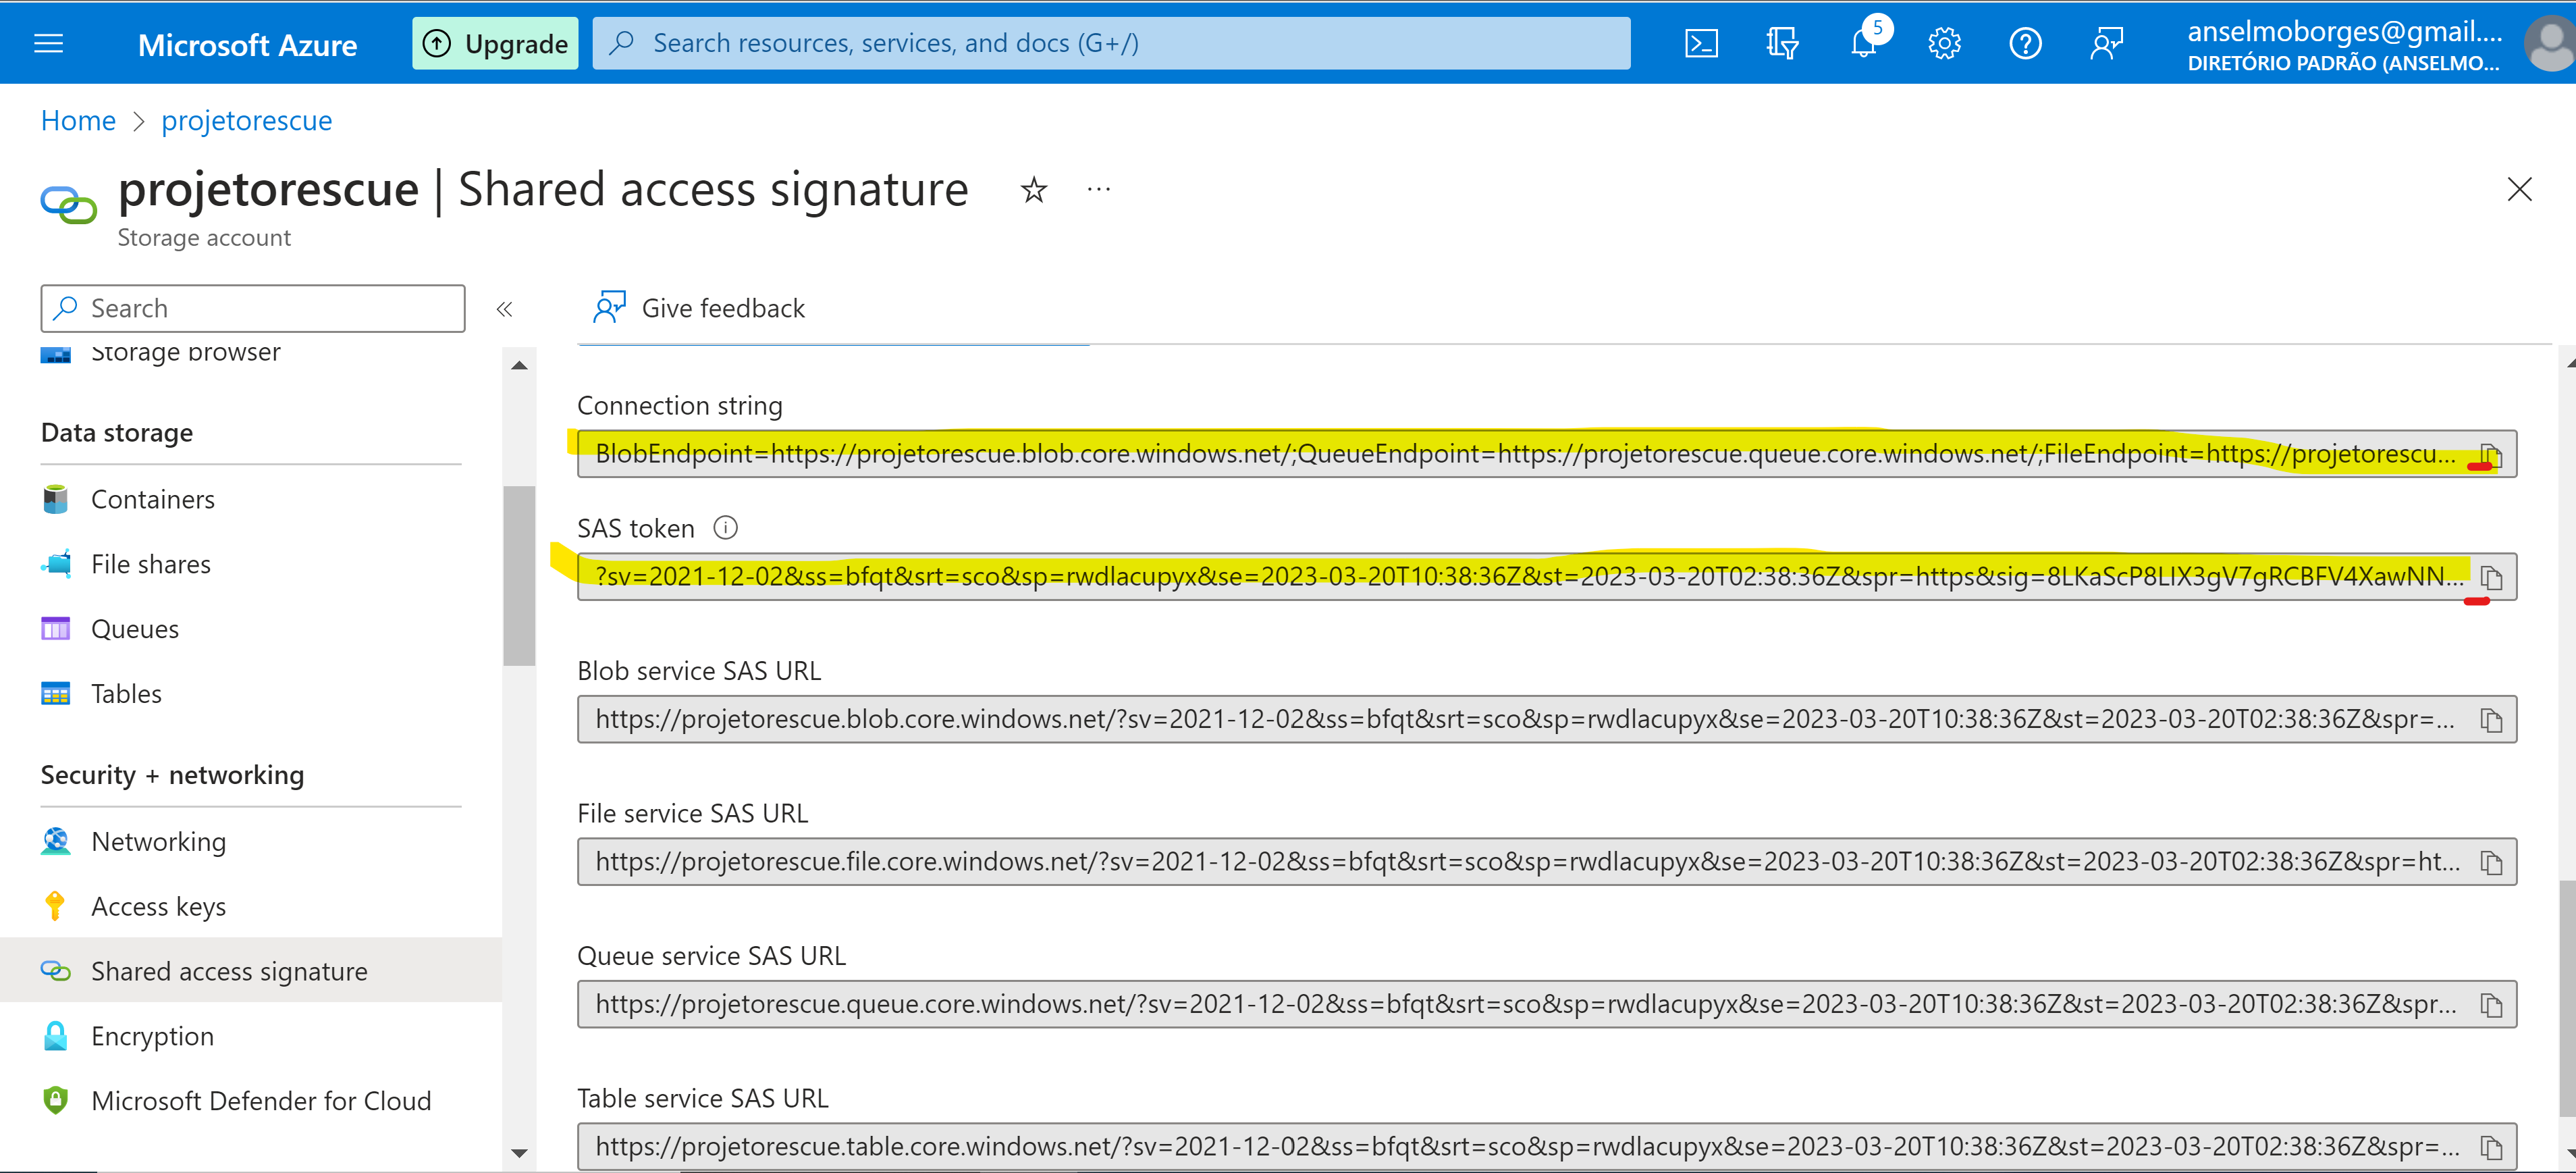 Microsoft Azure
Upgrade
Search resources, services, and docs (G+/)
5
anselmoborges@gmail....
DIRETÓRIO PADRÃO (ANSELMO...
Home > projetorescue
projetorescue | Shared access signature
Storage account
Search
Give feedback
Storage browser
Data storage
Containers
File shares
Queues
Tables
Security + networking
Networking
Access keys
Shared access signature
Encryption
Microsoft Defender for Cloud
Connection string
BlobEndpoint=https://projetorescue.blob.core.windows.net/;QueueEndpoint=https://projetorescue.queue.core.windows.net/;FileEndpoint=https://projetorescu...
SAS token
?sv=2021-12-02&ss=bfqt&srt=sco&sp=rwdlacupyx&se=2023-03-20T10:38:36Z&st=2023-03-20T02:38:36Z&spr=https&sig=8LKaScP8LIX3gV7gRCBFV4XawNN...
Blob service SAS URL
https://projetorescue.blob.core.windows.net/?sv=2021-12-02&ss=bfqt&srt=sco&sp=rwdlacupyx&se=2023-03-20T10:38:36Z&st=2023-03-20T02:38:36Z&spr=...
File service SAS URL
https://projetorescue.file.core.windows.net/?sv=2021-12-02&ss=bfqt&srt=sco&sp=rwdlacupyx&se=2023-03-20T10:38:36Z&st=2023-03-20T02:38:36Z&spr=ht...
Queue service SAS URL
https://projetorescue.queue.core.windows.net/?sv=2021-12-02&ss=bfqt&srt=sco&sp=rwdlacupyx&se=2023-03-20T10:38:36Z&st=2023-03-20T02:38:36Z&spr...
Table service SAS URL
https://projetorescue.table.core.windows.net/?sv=2021-12-02&ss=bfqt&srt=sco&sp=rwdlacupyx&se=2023-03-20T10:38:36Z&st=2023-03-20T02:38:36Z&spr=...